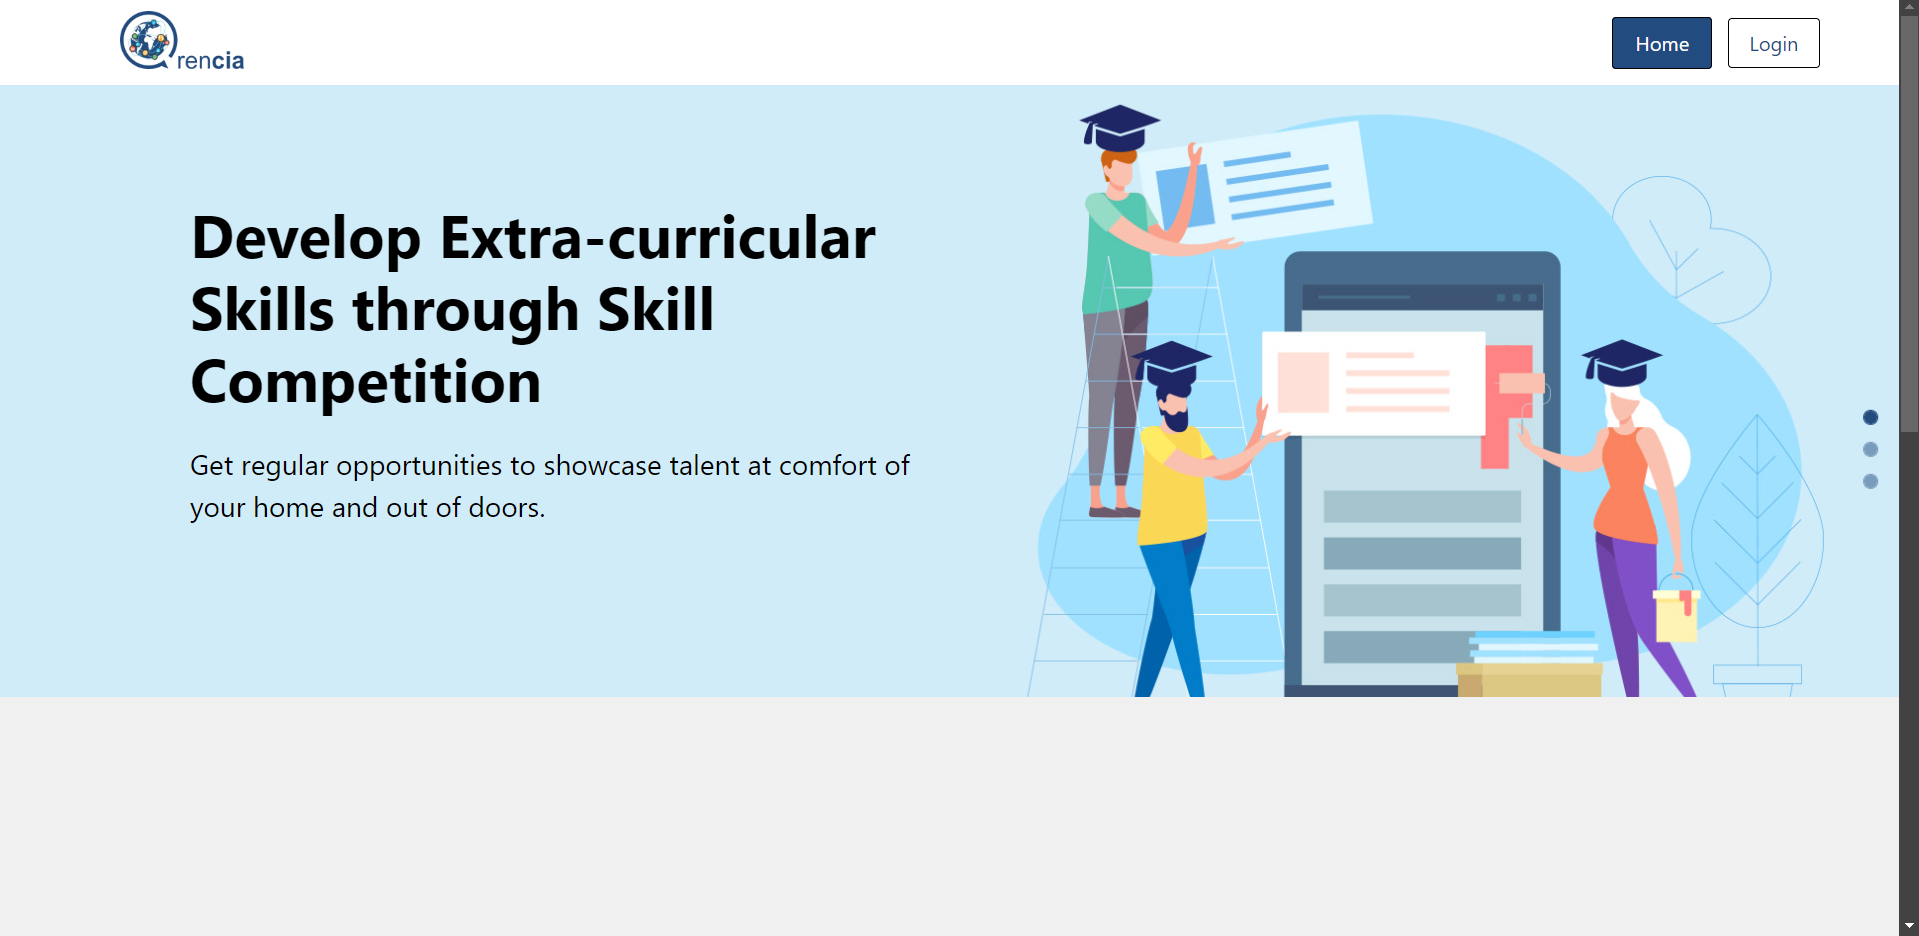 Qrencia
Home
Login
Develop Extra-curricular
Skills through Skill
Competition
Get regular opportunities to showcase talent at comfort of
your home and out of doors.